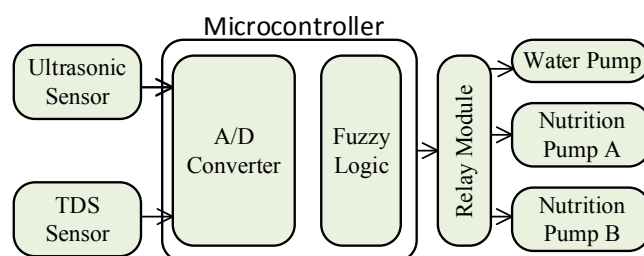 Microcontroller
Ultrasonic
Sensor
TDS
Sensor
A/D
Converter
Fuzzy
Logic
Relay Module
Water Pump
Nutrition
Pump A
Nutrition
Pump B